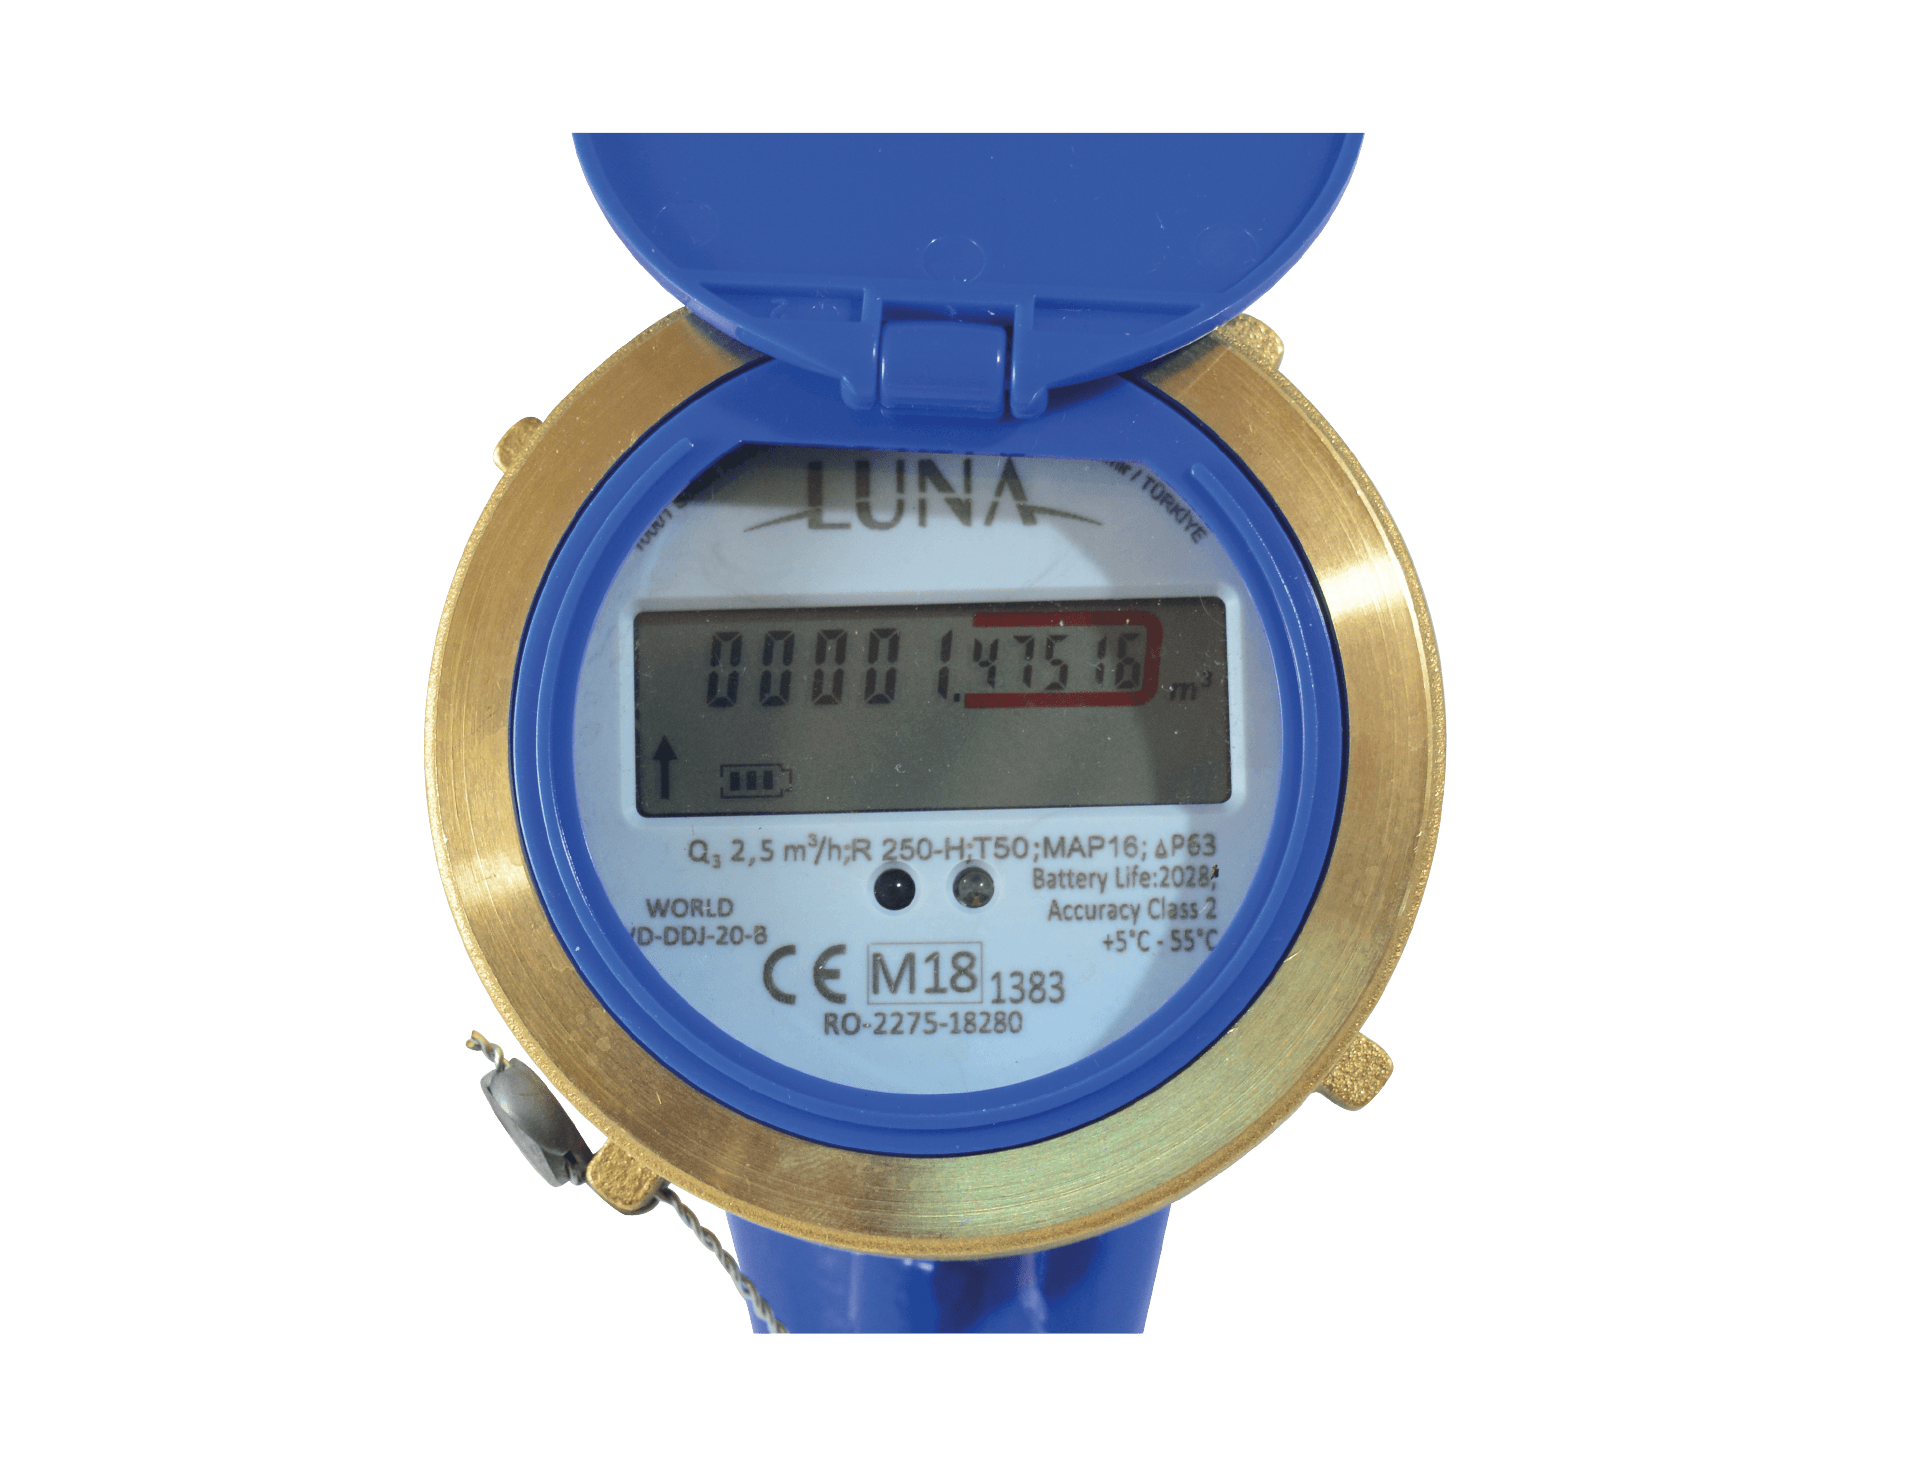 LUNA
/ TÜRKİYE
00001.47516 m³
Q₃ 2,5 m³/h;R 250-H;T50;MAP16; ΔP63
Battery Life:2028;
WORLD
Accuracy Class 2
D-DDJ-20-B
+5°C - 55°C
CE M18 1383
RO-2275-18280